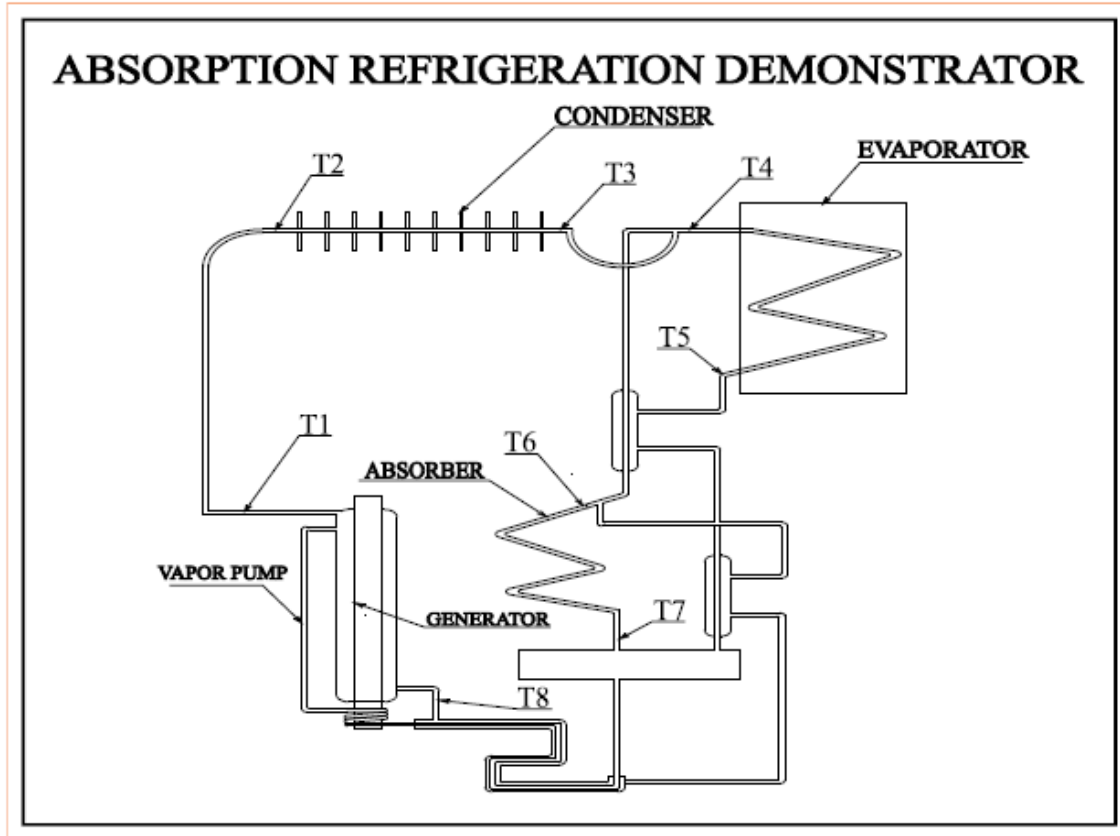 ABSORPTION REFRIGERATION DEMONSTRATOR
CONDENSER
EVAPORATOR
T2
T3
T4
T5
T1
T6
ABSORBER
VAPOR PUMP
GENERATOR
T7
T8